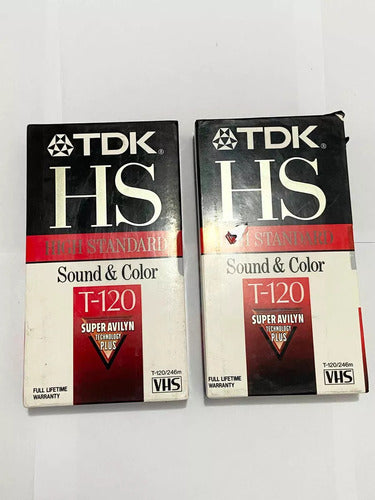 TDK®
HS
HIGH STANDARD
Sound & Color
T-120
SUPER AVILYN
TECHNOLOGY
PLUS
T-120/246m
FULL LIFETIME
WARRANTY
VHS
TDK®
HS
STANDARD
Sound & Color
T-120
SUPER AVILYN
TECHNOLOGY
PLUS
T-120/246m
FULL LIFETIME
WARRANTY
VHS